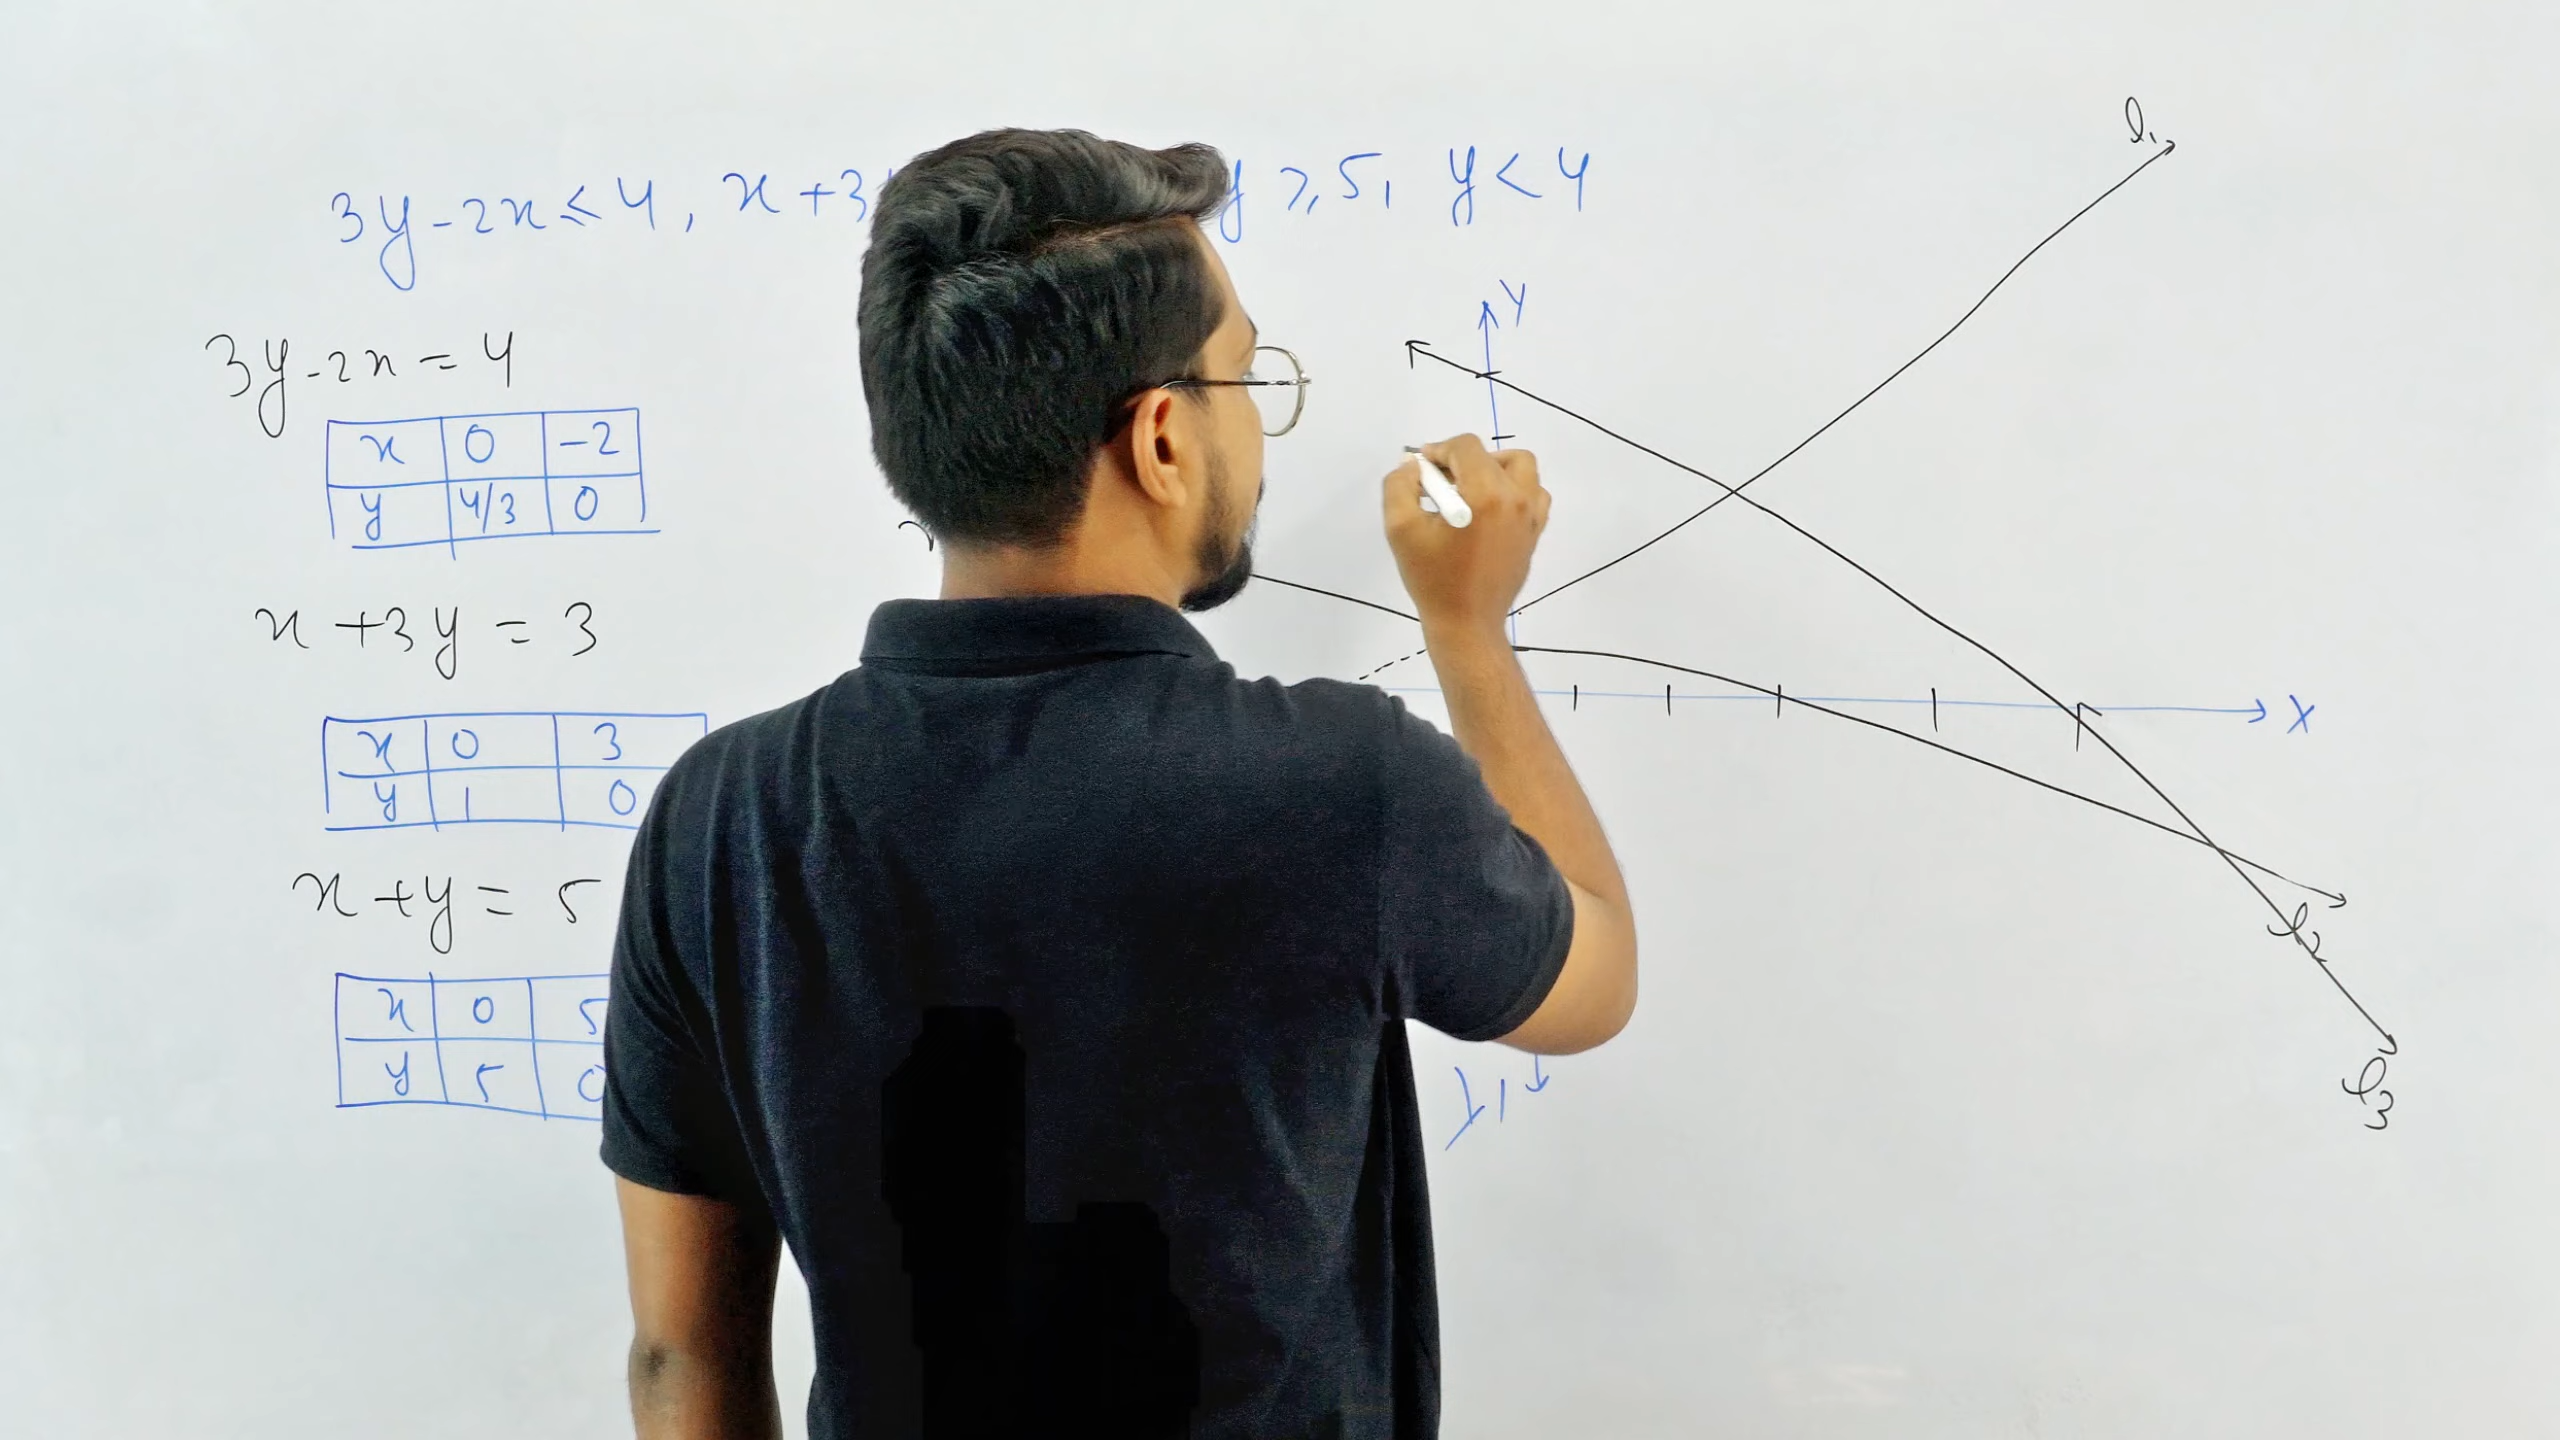 3y-2x≤4, x+3 y ≥5, y<4
3y-2x=4
x 0 -2
y 4/3 0
x+3y=3
x 0 3
y 1 0
x+y=5
x 0 5
y 5 0
Y
l₁
X
l₂
l₃
Y'